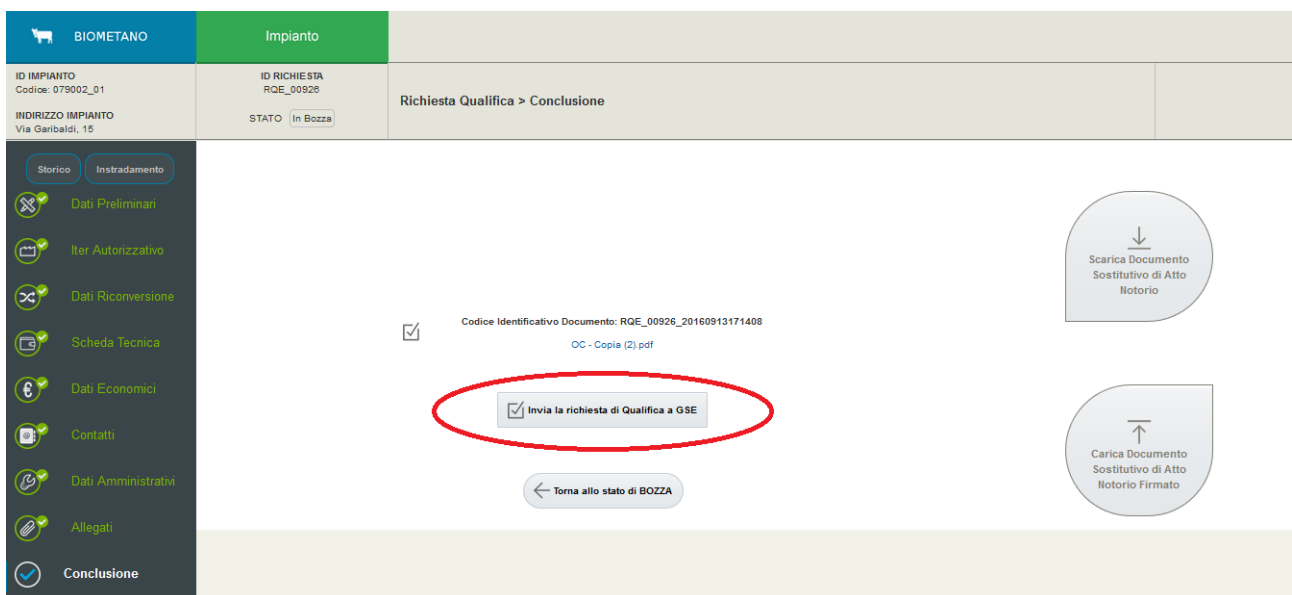 BIOMETANO
Impianto
ID IMPIANTO
Codice: 079002_01
INDIRIZZO IMPIANTO
Via Garibaldi, 15
ID RICHIESTA
RQE_00926
STATO In Bozza
Richiesta Qualifica > Conclusione
Storico Instradamento
Dati Preliminari
Iter Autorizzativo
Dati Riconversione
Scheda Tecnica
Dati Economici
Contatti
Dati Amministrativi
Allegati
Conclusione
Codice Identificativo Documento: RQE_00926_20160913171408
OC - Copia (2).pdf
Invia la richiesta di Qualifica a GSE
Torna allo stato di BOZZA
Scarica Documento
Sostitutivo di Atto
Notorio
Carica Documento
Sostitutivo di Atto
Notorio Firmato